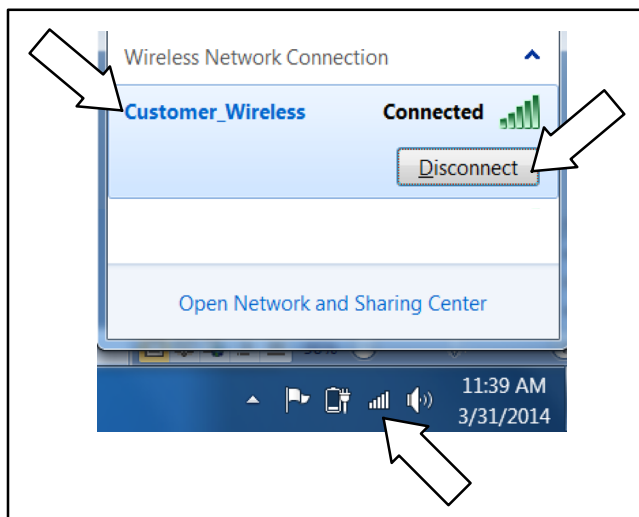 Wireless Network Connection
Customer_Wireless Connected
Disconnect
Open Network and Sharing Center
11:39 AM
3/31/2014